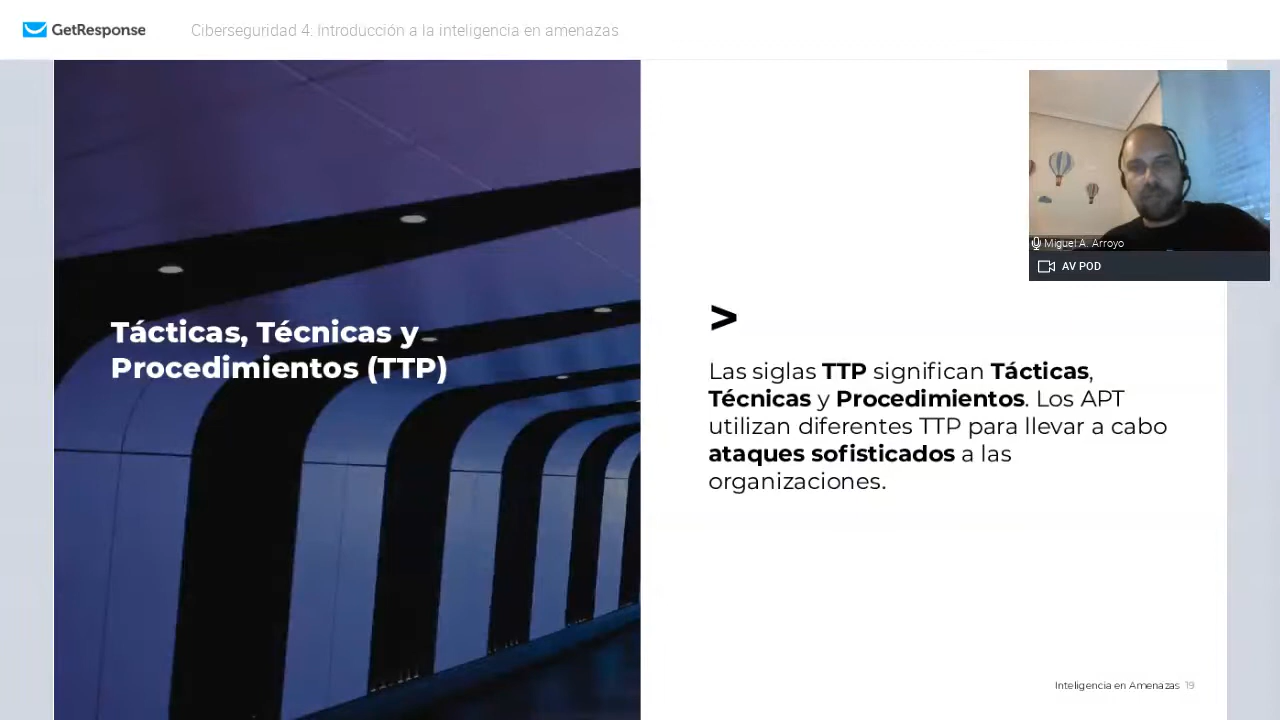 GetResponse
Ciberseguridad 4: Introducción a la inteligencia en amenazas
Miguel A. Arroyo
AV POD
Tácticas, Técnicas y
Procedimientos (TTP)
>
Las siglas TTP significan Tácticas,
Técnicas y Procedimientos. Los APT
utilizan diferentes TTP para llevar a cabo
ataques sofisticados a las
organizaciones.
Inteligencia en Amenazas 19